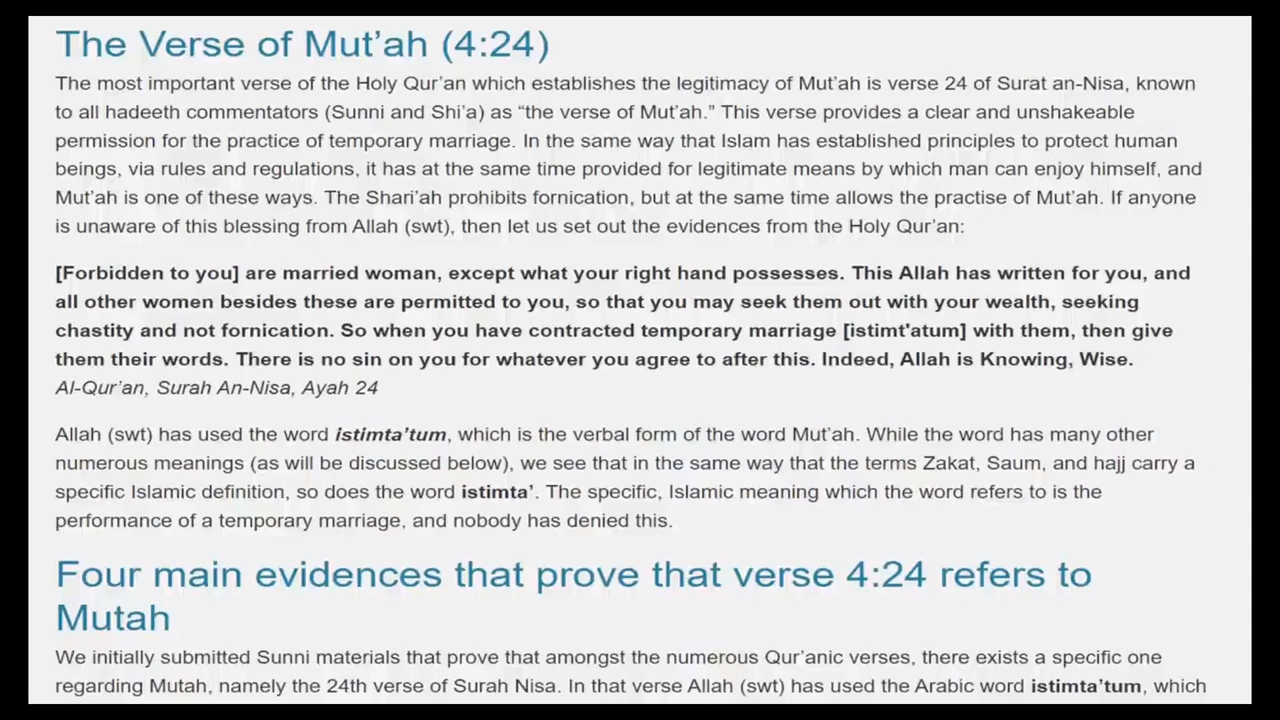 The Verse of Mut’ah (4:24)
The most important verse of the Holy Qur’an which establishes the legitimacy of Mut’ah is verse 24 of Surat an-Nisa, known
to all hadeeth commentators (Sunni and Shi’a) as “the verse of Mut’ah.” This verse provides a clear and unshakeable
permission for the practice of temporary marriage. In the same way that Islam has established principles to protect human
beings, via rules and regulations, it has at the same time provided for legitimate means by which man can enjoy himself, and
Mut’ah is one of these ways. The Shari’ah prohibits fornication, but at the same time allows the practise of Mut’ah. If anyone
is unaware of this blessing from Allah (swt), then let us set out the evidences from the Holy Qur’an:
[Forbidden to you] are married woman, except what your right hand possesses. This Allah has written for you, and
all other women besides these are permitted to you, so that you may seek them out with your wealth, seeking
chastity and not fornication. So when you have contracted temporary marriage [istimt'atum] with them, then give
them their words. There is no sin on you for whatever you agree to after this. Indeed, Allah is Knowing, Wise.
Al-Qur’an, Surah An-Nisa, Ayah 24
Allah (swt) has used the word istimta’tum, which is the verbal form of the word Mut’ah. While the word has many other
numerous meanings (as will be discussed below), we see that in the same way that the terms Zakat, Saum, and hajj carry a
specific Islamic definition, so does the word istimta’. The specific, Islamic meaning which the word refers to is the
performance of a temporary marriage, and nobody has denied this.
Four main evidences that prove that verse 4:24 refers to
Mutah
We initially submitted Sunni materials that prove that amongst the numerous Qur’anic verses, there exists a specific one
regarding Mutah, namely the 24th verse of Surah Nisa. In that verse Allah (swt) has used the Arabic word istimta’tum, which